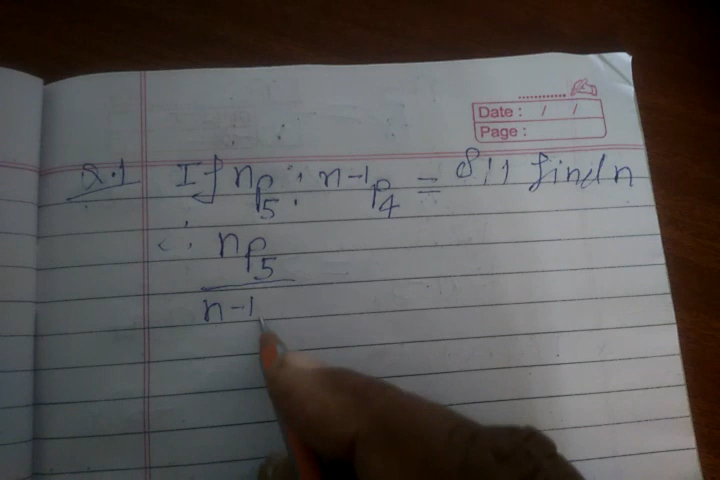 Date : / /
Page :
Q.1 If nP5 : n-1P4 = 8:1 find n
∴ nP5
n-1